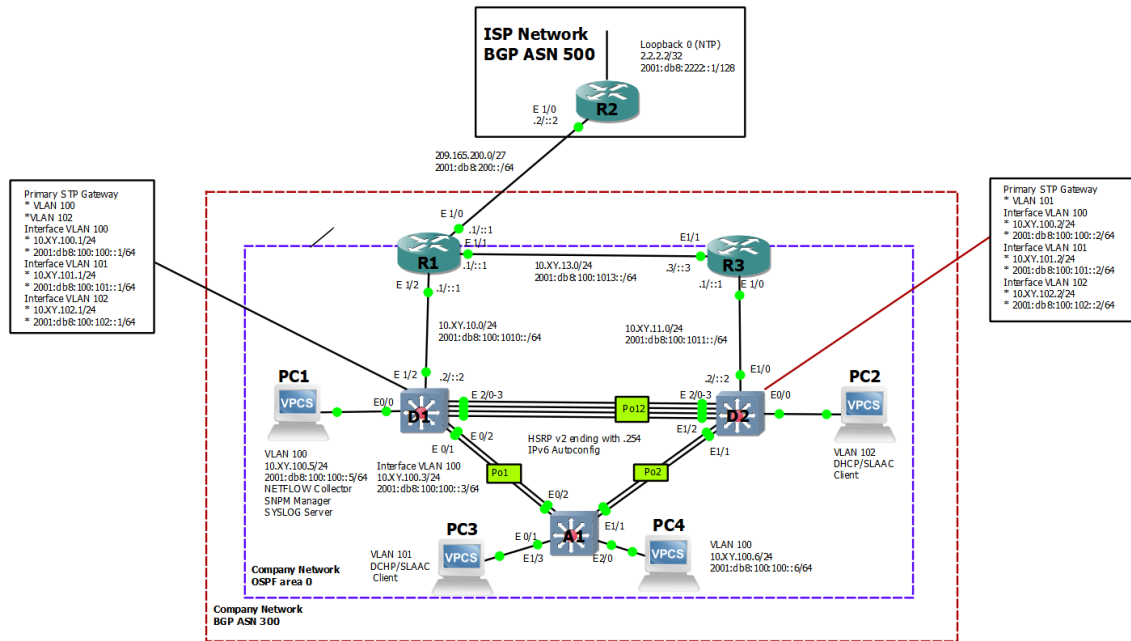 ISP Network
BGP ASN 500
Loopback 0 (NTP)
2.2.2.2/32
2001:db8:2222::1/128
E 1/0
.2/::2
R2
209.165.200.0/27
2001:db8:200::/64
Primary STP Gateway
* VLAN 100
*VLAN 102
Interface VLAN 100
* 10.XY.100.1/24
* 2001:db8:100:100::1/64
Interface VLAN 101
* 10.XY.101.1/24
* 2001:db8:100:101::1/64
Interface VLAN 102
* 10.XY.102.1/24
* 2001:db8:100:102::1/64
Primary STP Gateway
* VLAN 101
Interface VLAN 100
* 10.XY.100.2/24
* 2001:db8:100:100::2/64
Interface VLAN 101
* 10.XY.101.2/24
* 2001:db8:100:101::2/64
Interface VLAN 102
* 10.XY.102.2/24
* 2001:db8:100:102::2/64
E 1/0
.1/::1
E 1/1
.1/::1
R1
E 1/2
.1/::1
10.XY.13.0/24
2001:db8:100:1013::/64
E1/1
.3/::3
R3
.1/::1
E 1/0
10.XY.10.0/24
2001:db8:100:1010::/64
10.XY.11.0/24
2001:db8:100:1011::/64
PC1
VPCS
E0/0
E 1/2
.2/::2
D1
E 2/0-3
Po12
E 2/0-3
.2/::2
E1/0
D2
E0/0
PC2
VPCS
E 0/2
E 0/1
HSRP v2 ending with .254
IPv6 Autoconfig
E1/2
E1/1
VLAN 100
10.XY.100.5/24
2001:db8:100:100::5/64
NETFLOW Collector
SNPM Manager
SYSLOG Server
Interface VLAN 100
10.XY.100.3/24
2001:db8:100:100::3/64
Po1
Po2
VLAN 102
DHCP/SLAAC
Client
E0/2
A1
E1/1
PC3
VPCS
E 0/1
E1/3
E2/0
PC4
VPCS
VLAN 101
DCHP/SLAAC
Client
VLAN 100
10.XY.100.6/24
2001:db8:100:100::6/64
Company Network
OSPF area 0
Company Network
BGP ASN 300